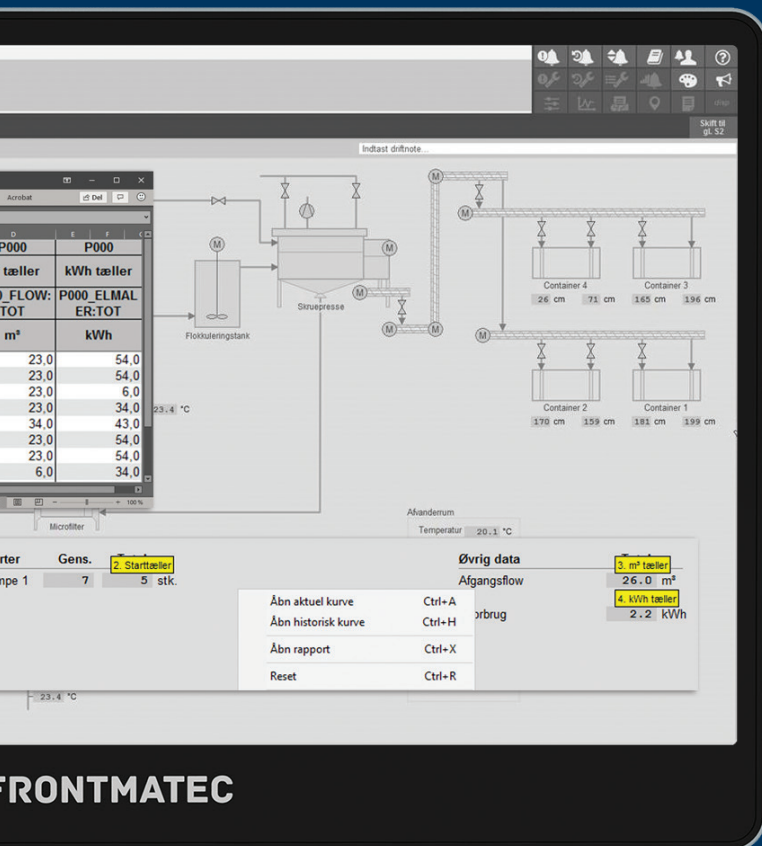 Skift til
gl. S2
Indtast driftnote...
Acrobat
Del
D
E
F
P000
P000
tæller
kWh tæller
_FLOW:
TOT
P000_ELMAL
ER:TOT
m³
kWh
23,0 54,0
23,0 54,0
23,0 6,0
23,0 34,0
34,0 43,0
23,0 54,0
23,0 54,0
6,0 34,0
100 %
M
M
M
M
M
M
M
M
Flokkuleringstank
Skruepresse
Container 4
26 cm 71 cm
Container 3
165 cm 196 cm
Container 2
170 cm 159 cm
Container 1
181 cm 199 cm
23.4 °C
Microfilter
Afvanderrum
Temperatur 20.1 °C
rter Gens.
2. Starttæller
mpe 1 7 5 stk.
Åbn aktuel kurve Ctrl+A
Åbn historisk kurve Ctrl+H
Åbn rapport Ctrl+X
Reset Ctrl+R
Øvrig data
3. m³ tæller
Afgangsflow 26.0 m³
4. kWh tæller
orbrug 2.2 kWh
23.4 °C
FRONTMATEC